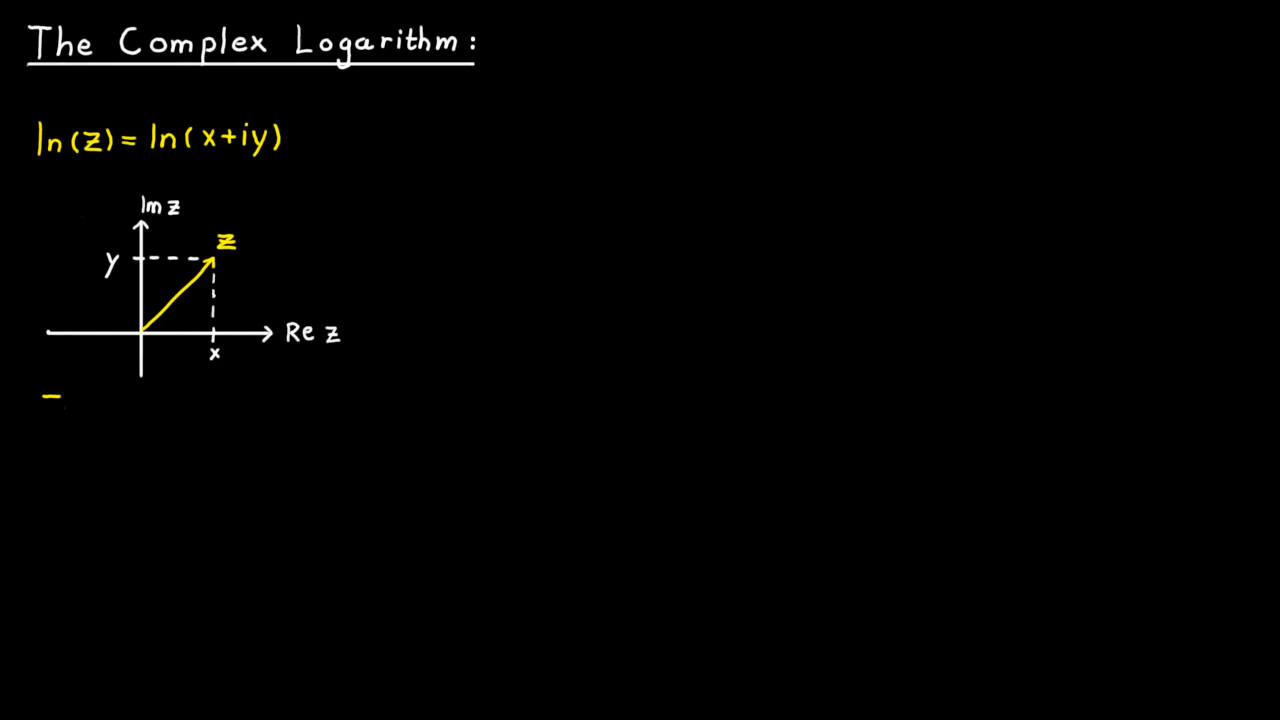 The Complex Logarithm:
ln(z) = ln(x+iy)
Im z
z
y
Re z
x